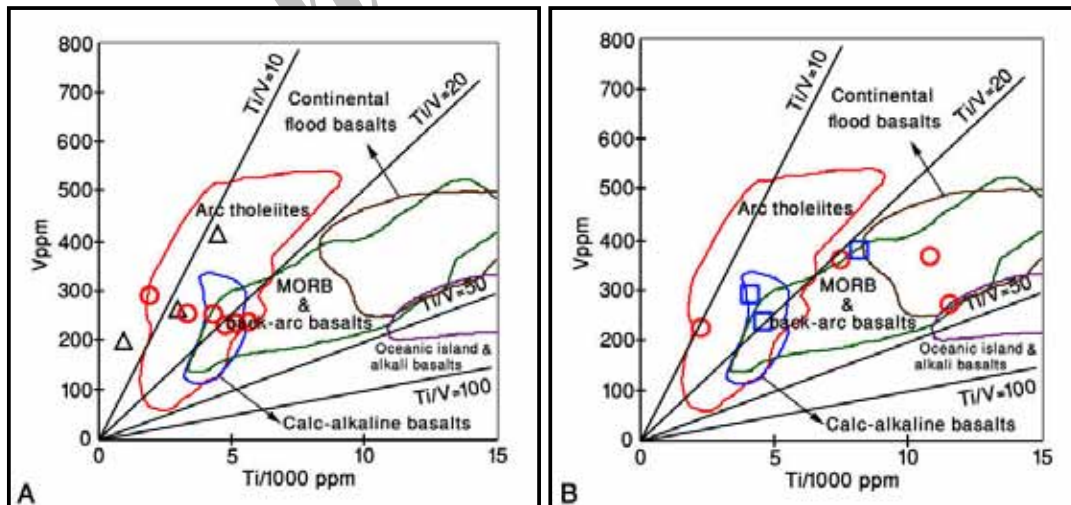 800
700
600
500
400
300
200
100
0
Vppm
0
5
10
15
Ti/1000 ppm
A
Ti/V=10
Ti/V=20
Continental
flood basalts
Arc tholeiites
MORB
&
back-arc basalts
Ti/V=50
Oceanic island &
alkali basalts
Ti/V=100
Calc-alkaline basalts
800
700
600
500
400
300
200
100
0
Vppm
0
5
10
15
Ti/1000 ppm
B
Ti/V=10
Ti/V=20
Continental
flood basalts
Arc tholeiites
MORB
&
back-arc basalts
Ti/V=50
Oceanic island &
alkali basalts
Ti/V=100
Calc-alkaline basalts